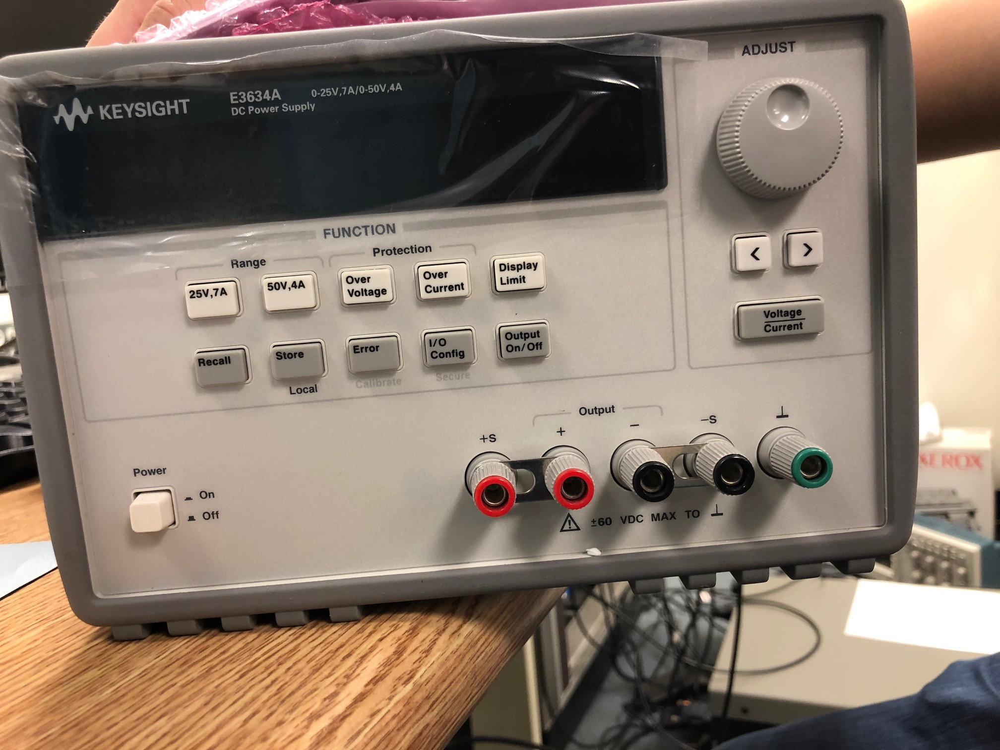 ADJUST
KEYSIGHT
E3634A 0-25V,7A/0-50V,4A
DC Power Supply
FUNCTION
Range
Protection
25V,7A
50V,4A
Over
Voltage
Over
Current
Display
Limit
<
>
Voltage
Current
Recall
Store
Error
I/O
Config
Output
On/Off
Local
Calibrate
Secure
Output
+S
+
−
−S
Power
On
Off
±60 VDC MAX TO
XEROX